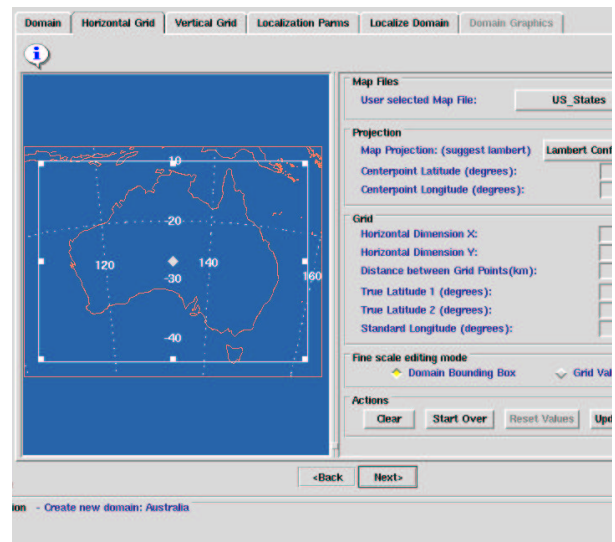 Domain Horizontal Grid Vertical Grid Localization Parms Localize Domain Domain Graphics
i
Map Files
User selected Map File: US_States
Projection
Map Projection: (suggest lambert) Lambert Conf
Centerpoint Latitude (degrees):
Centerpoint Longitude (degrees):
Grid
Horizontal Dimension X:
Horizontal Dimension Y:
Distance between Grid Points(km):
True Latitude 1 (degrees):
True Latitude 2 (degrees):
Standard Longitude (degrees):
10
-20
120 140
-30 160
-40
Fine scale editing mode
Domain Bounding Box Grid Val
Actions
Clear Start Over Reset Values Upd
<Back Next>
ion - Create new domain: Australia